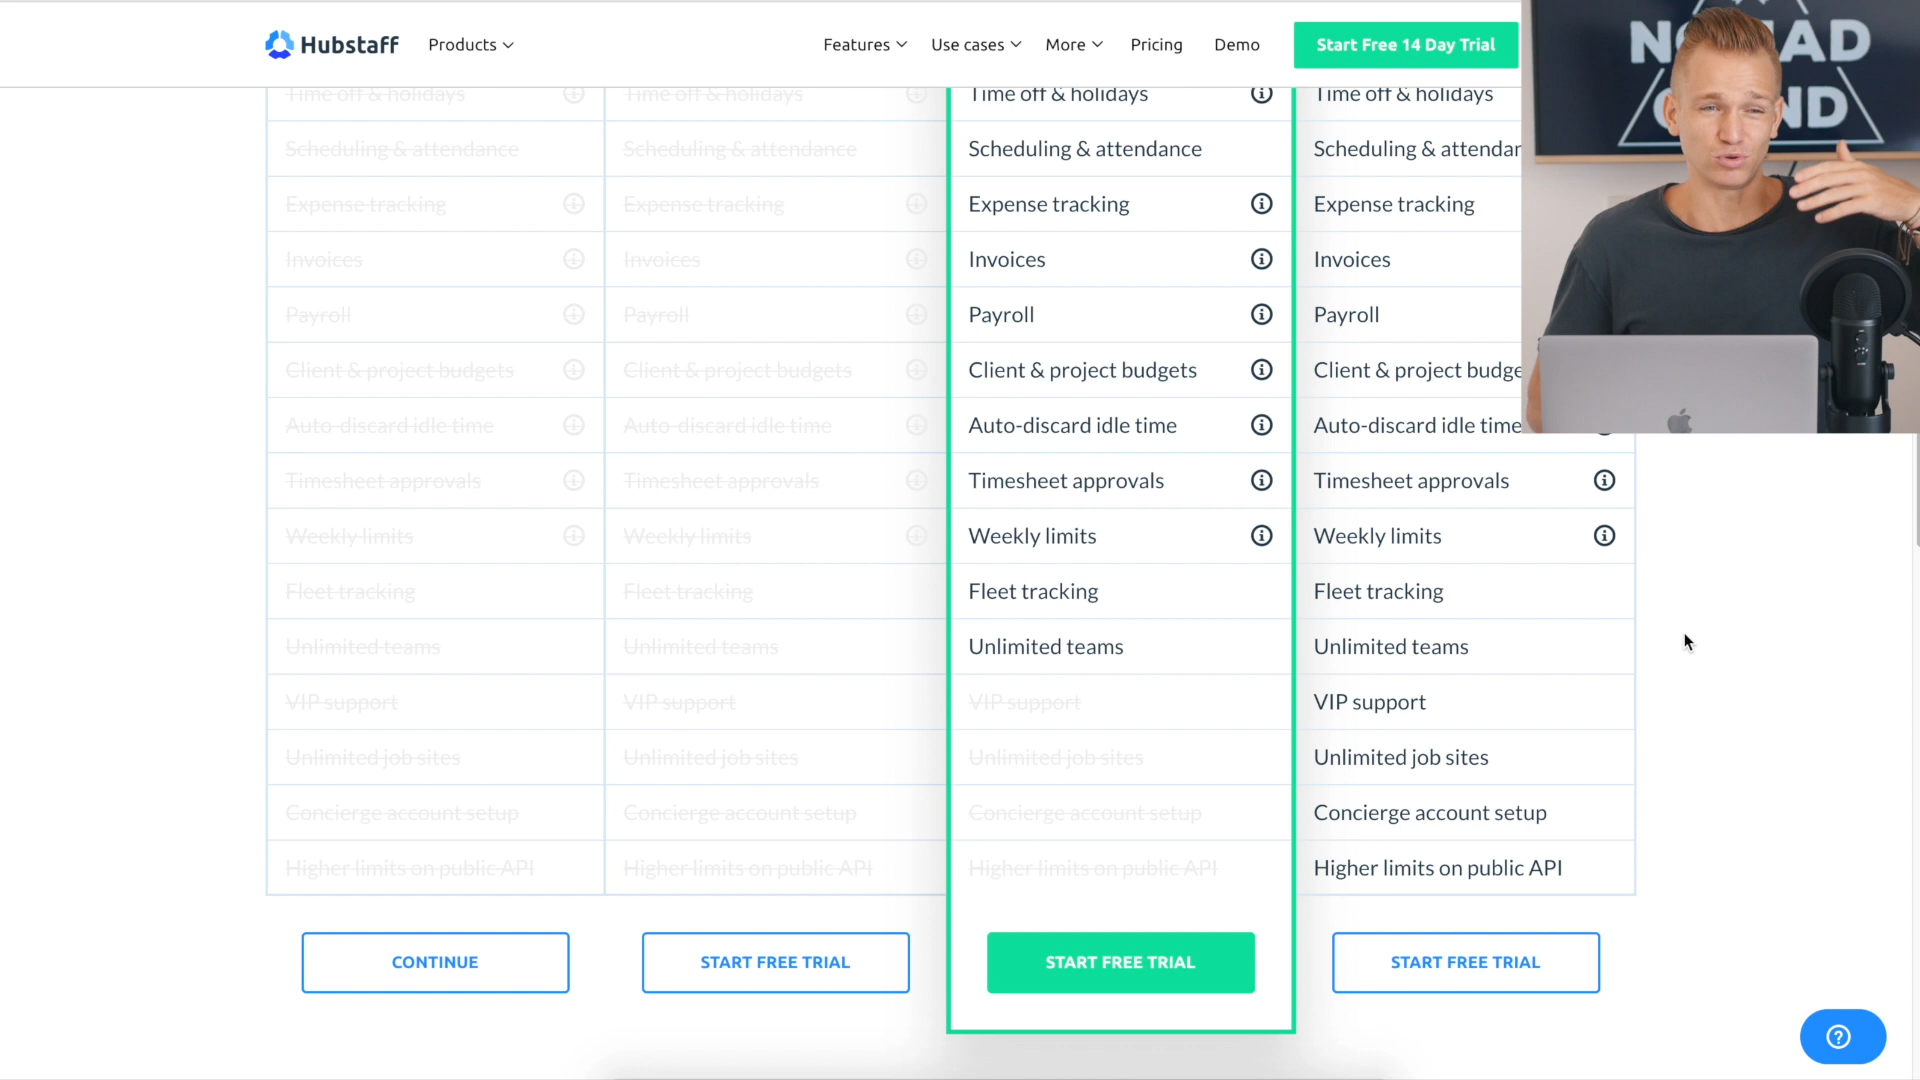 Hubstaff
Products
Features
Use cases
More
Pricing
Demo
Start Free 14 Day Trial
Time off & holidays
Time off & holidays
Time off & holidays
Time off & holidays
Scheduling & attendance
Scheduling & attendance
Scheduling & attendance
Scheduling & attendar
Expense tracking
Expense tracking
Expense tracking
Expense tracking
Invoices
Invoices
Invoices
Invoices
Payroll
Payroll
Payroll
Payroll
Client & project budgets
Client & project budgets
Client & project budgets
Client & project budge
Auto-discard idle time
Auto-discard idle time
Auto-discard idle time
Auto-discard idle time
Timesheet approvals
Timesheet approvals
Timesheet approvals
Timesheet approvals
Weekly limits
Weekly limits
Weekly limits
Weekly limits
Fleet tracking
Fleet tracking
Fleet tracking
Fleet tracking
Unlimited teams
Unlimited teams
Unlimited teams
Unlimited teams
VIP support
VIP support
VIP support
VIP support
Unlimited job sites
Unlimited job sites
Unlimited job sites
Unlimited job sites
Concierge account setup
Concierge account setup
Concierge account setup
Concierge account setup
Higher limits on public API
Higher limits on public API
Higher limits on public API
Higher limits on public API
CONTINUE
START FREE TRIAL
START FREE TRIAL
START FREE TRIAL